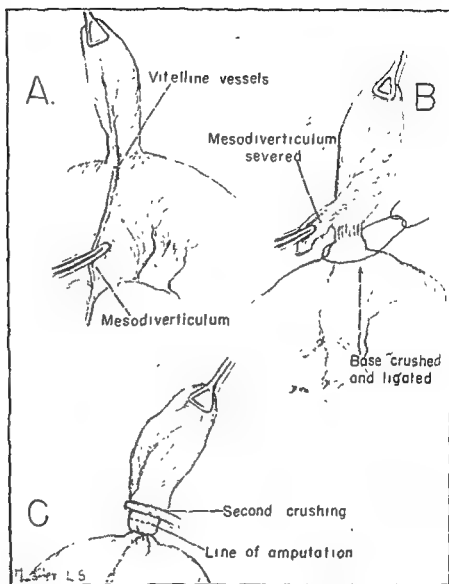 A.
Vitelline vessels
Mesodiverticulum
B
Mesodiverticulum
severed
Base crushed
and ligated
C
Second crushing
Line of amputation
L S